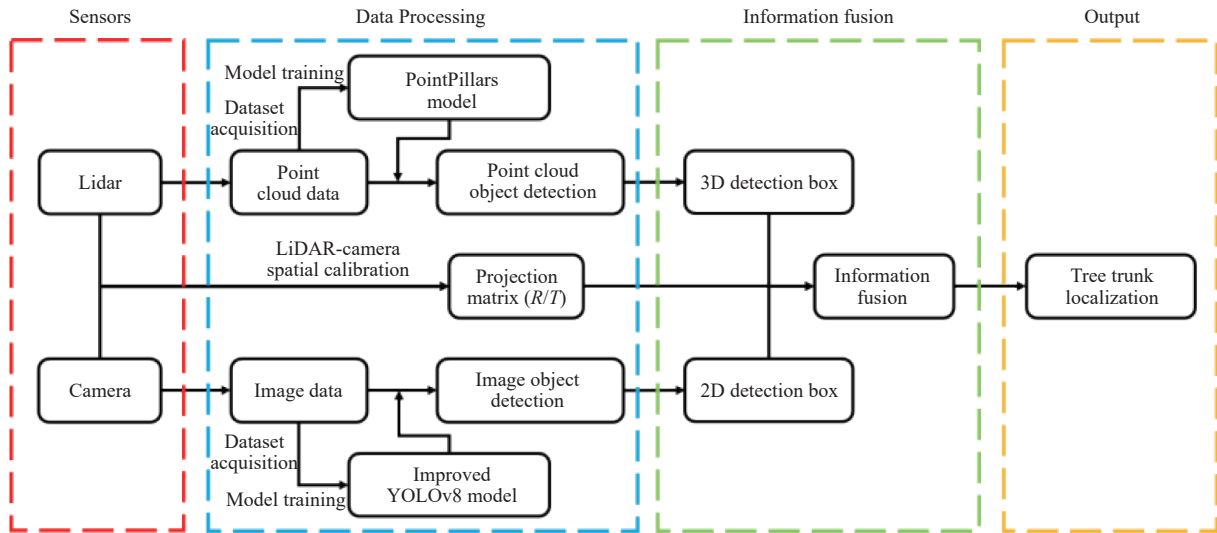 Sensors
Data Processing
Information fusion
Output
Model training
Dataset
acquisition
PointPillars
model
Lidar
Point
cloud data
Point cloud
object detection
3D detection box
LiDAR-camera
spatial calibration
Projection
matrix (R/T)
Information
fusion
Tree trunk
localization
Camera
Image data
Image object
detection
2D detection box
Dataset
acquisition
Model training
Improved
YOLOv8 model